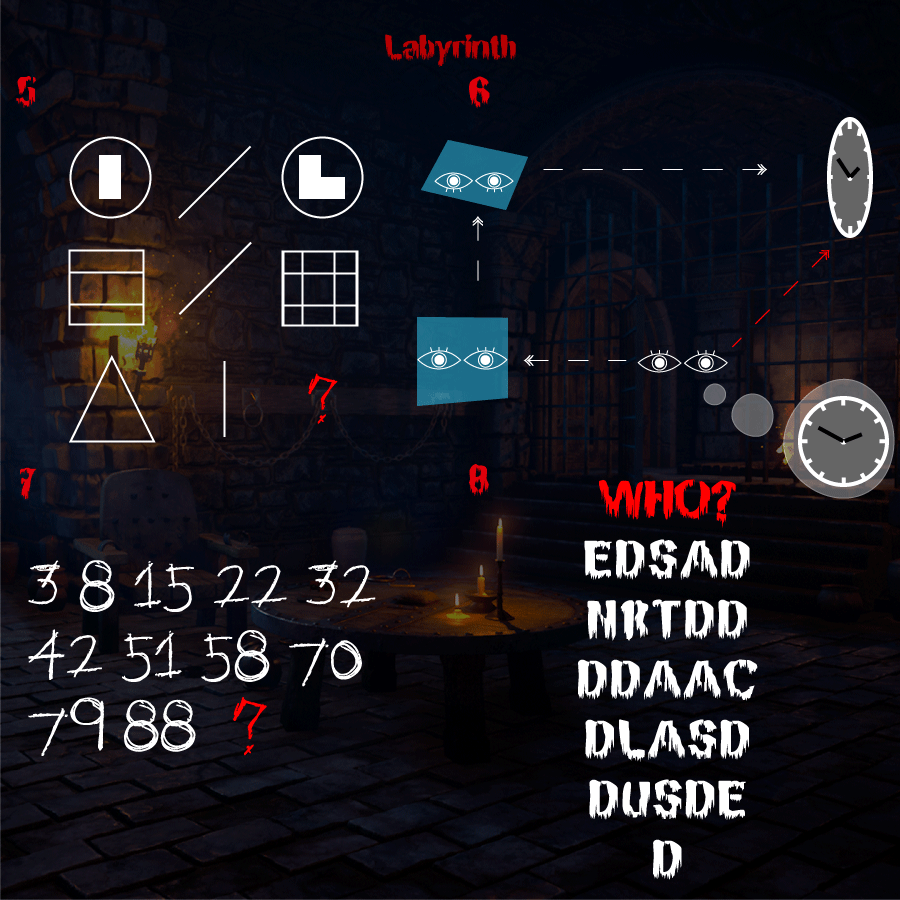 Labyrinth
5
6
?
7
3 8 15 22 32
42 51 58 70
79 88 ?
8
WHO?
EDSAD
NRTDD
DDAAC
DLASD
DUSDE
D